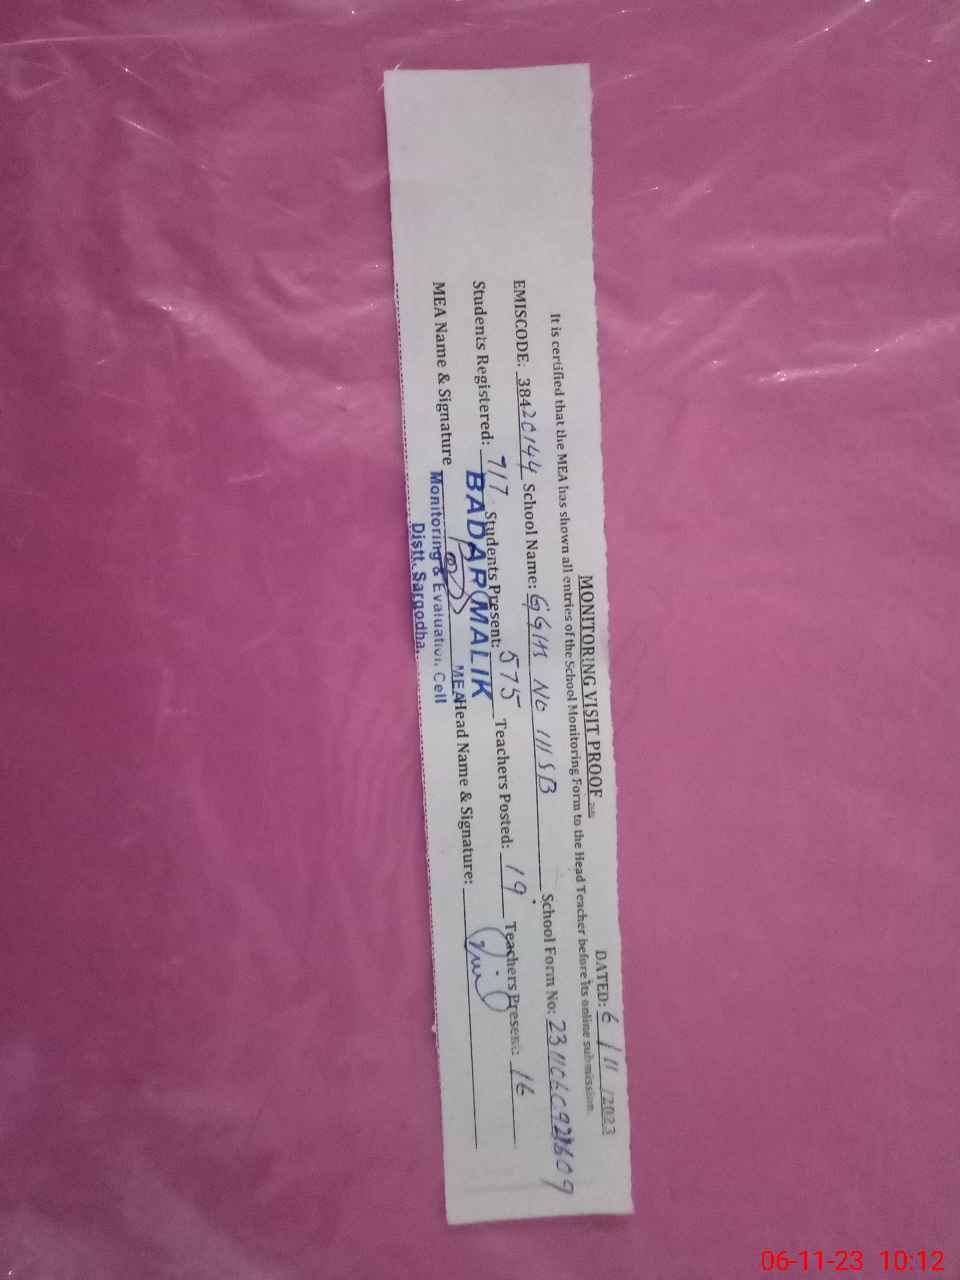 MONITORING VISIT PROOF
DATED: 6 / 11 /2023
It is certified that the MEA has shown all entries of the School Monitoring Form to the Head Teacher before its online submission.
EMISCODE: 38420144 School Name: GGHS NO 111 SB School Form No:
Students Registered: 717 Students Present: 575 Teachers Posted: 19 Teachers Present: 16
MEA Name & Signature Head Name & Signature:
BADAR MALIK
MEA
Monitoring & Evaluation Cell
Distt. Sargodha.
06-11-23 10:12